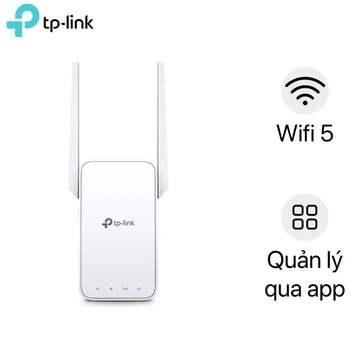 tp-link
Wifi 5
tp-link
Quản lý
qua app